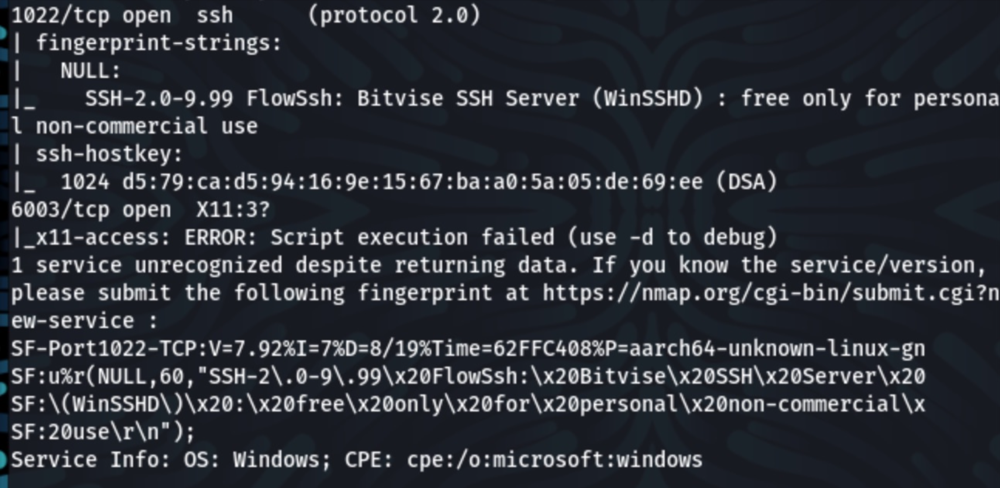 1022/tcp open  ssh      (protocol 2.0)
| fingerprint-strings:
|   NULL:
|_    SSH-2.0-9.99 FlowSsh: Bitvise SSH Server (WinSSHD) : free only for persona
l non-commercial use
| ssh-hostkey:
|_  1024 d5:79:ca:d5:94:16:9e:15:67:ba:a0:5a:05:de:69:ee (DSA)
6003/tcp open  X11:3?
|_x11-access: ERROR: Script execution failed (use -d to debug)
1 service unrecognized despite returning data. If you know the service/version,
please submit the following fingerprint at https://nmap.org/cgi-bin/submit.cgi?n
ew-service :
SF-Port1022-TCP:V=7.92%I=7%D=8/19%Time=62FFC408%P=aarch64-unknown-linux-gn
SF:u%r(NULL,60,"SSH-2\.0-9\.99\x20FlowSsh:\x20Bitvise\x20SSH\x20Server\x20
SF:\(WinSSHD\)\x20:\x20free\x20only\x20for\x20personal\x20non-commercial\x
SF:20use\r\n");
Service Info: OS: Windows; CPE: cpe:/o:microsoft:windows